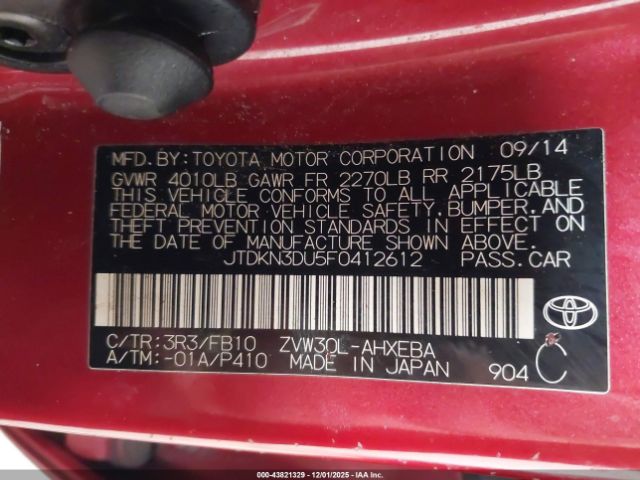 MFD. BY: TOYOTA MOTOR CORPORATION 09/14
GVWR 4010LB GAWR FR 2270LB RR 2175LB
THIS VEHICLE CONFORMS TO ALL APPLICABLE
FEDERAL MOTOR VEHICLE SAFETY, BUMPER, AND
THEFT PREVENTION STANDARDS IN EFFECT ON
THE DATE OF MANUFACTURE SHOWN ABOVE.
JTDKN3DU5F0412612 PASS. CAR
C/TR: 3R3/FB10 ZVW30L-AHXEBA
A/TM: -01A/P410 MADE IN JAPAN 904 C
000-43821329 - 12/01/2025 - IAAI.COM